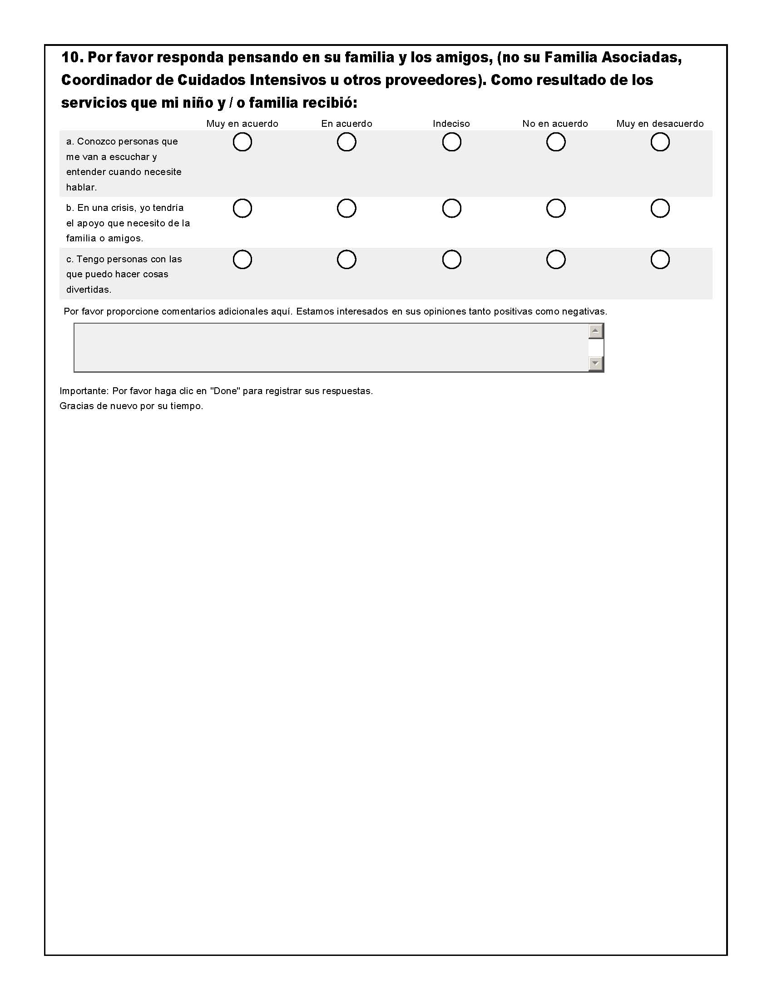 10. Por favor responda pensando en su familia y los amigos, (no su Familia Asociadas,
Coordinador de Cuidados Intensivos u otros proveedores). Como resultado de los
servicios que mi niño y / o familia recibió:
Muy en acuerdo En acuerdo Indeciso No en acuerdo Muy en desacuerdo
a. Conozco personas que
me van a escuchar y
entender cuando necesite
hablar.
b. En una crisis, yo tendría
el apoyo que necesito de la
familia o amigos.
c. Tengo personas con las
que puedo hacer cosas
divertidas.
Por favor proporcione comentarios adicionales aquí. Estamos interesados en sus opiniones tanto positivas como negativas.
Importante: Por favor haga clic en "Done" para registrar sus respuestas.
Gracias de nuevo por su tiempo.